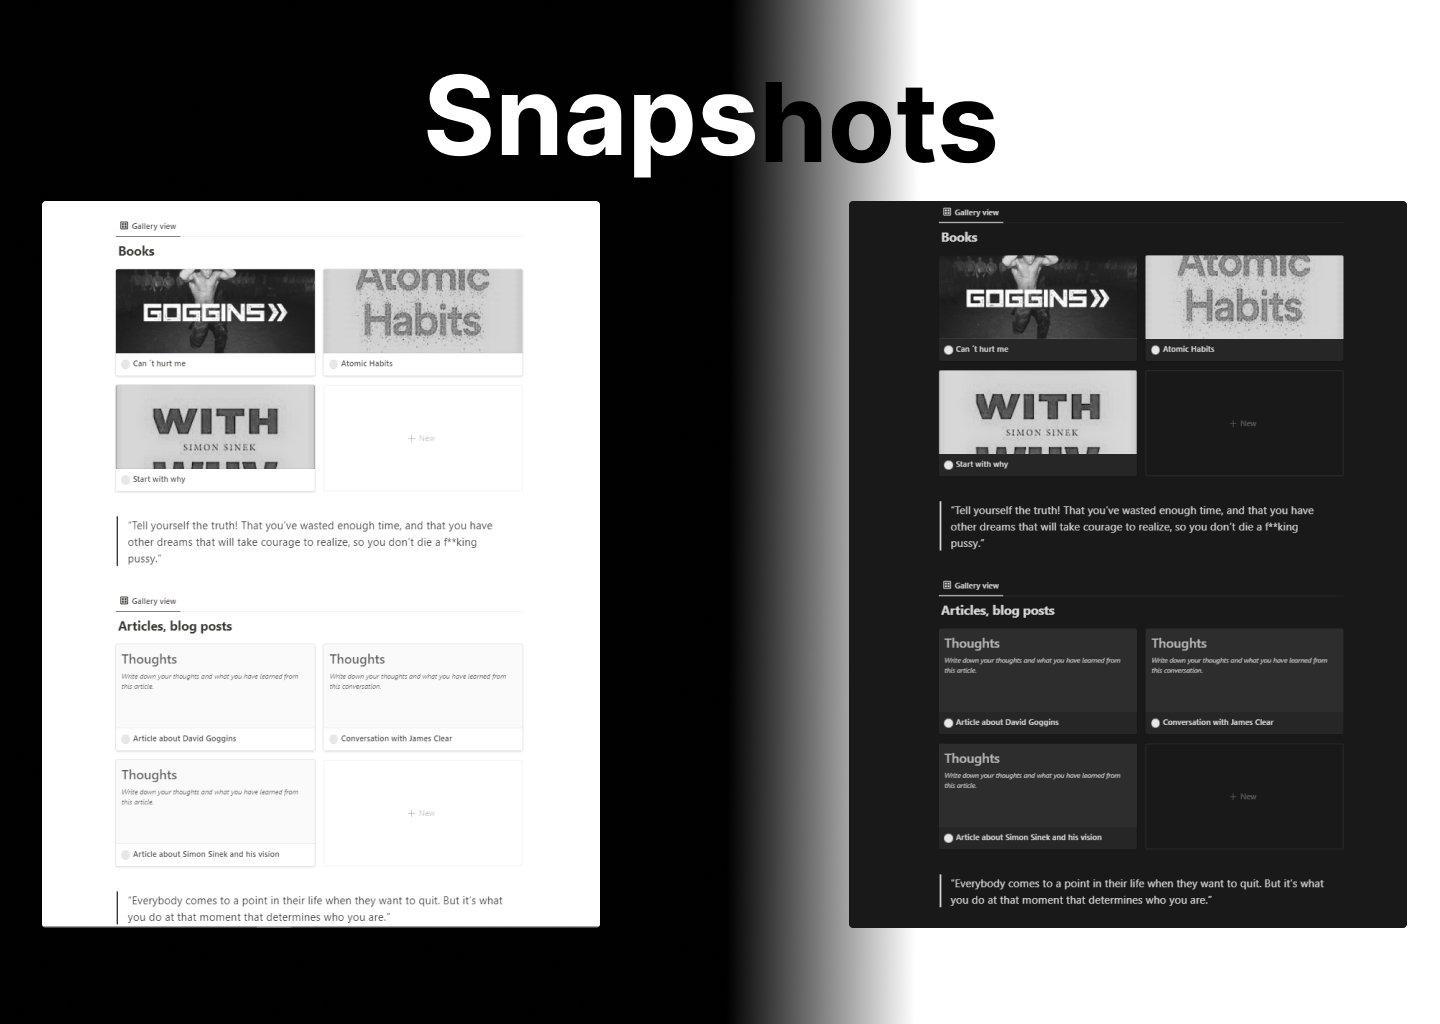 Snapshots
Gallery view
Books
GOGGINS
Can ´t hurt me
Atomic
Habits
Atomic Habits
WITH
SIMON SINEK
WHY
Start with why
+ New
"Tell yourself the truth! That you've wasted enough time, and that you have
other dreams that will take courage to realize, so you don't die a f**king
pussy."
Gallery view
Articles, blog posts
Thoughts
Write down your thoughts and what you have learned from
this article.
Article about David Goggins
Thoughts
Write down your thoughts and what you have learned from
this conversation.
Conversation with James Clear
Thoughts
Write down your thoughts and what you have learned from
this article.
Article about Simon Sinek and his vision
+ New
"Everybody comes to a point in their life when they want to quit. But it's what
you do at that moment that determines who you are."
Gallery view
Books
GOGGINS
Can ´t hurt me
Atomic
Habits
Atomic Habits
WITH
SIMON SINEK
WHY
Start with why
+ New
"Tell yourself the truth! That you've wasted enough time, and that you have
other dreams that will take courage to realize, so you don't die a f**king
pussy."
Gallery view
Articles, blog posts
Thoughts
Write down your thoughts and what you have learned from
this article.
Article about David Goggins
Thoughts
Write down your thoughts and what you have learned from
this conversation.
Conversation with James Clear
Thoughts
Write down your thoughts and what you have learned from
this article.
Article about Simon Sinek and his vision
+ New
"Everybody comes to a point in their life when they want to quit. But it's what
you do at that moment that determines who you are."